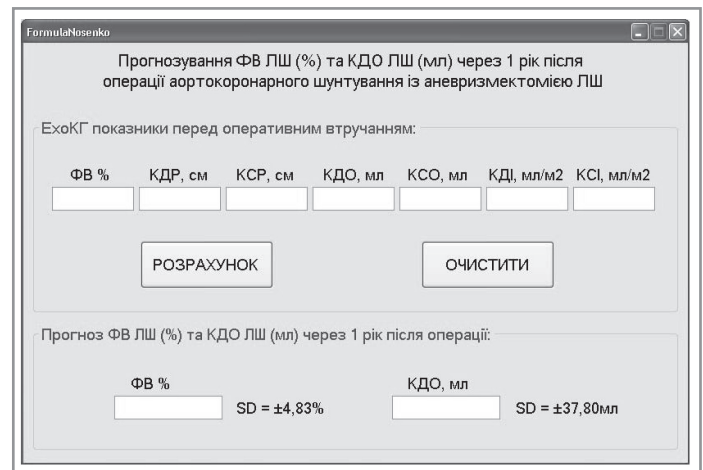 FormulaNosenko
Прогнозування ФВ ЛШ (%) та КДО ЛШ (мл) через 1 рік після
операції аортокоронарного шунтування із аневризмектомією ЛШ
ЕхоКГ показники перед оперативним втручанням:
ФВ % КДР, см КСР, см КДО, мл КСО, мл КДІ, мл/м2 КСІ, мл/м2
РОЗРАХУНОК ОЧИСТИТИ
Прогноз ФВ ЛШ (%) та КДО ЛШ (мл) через 1 рік після операції:
ФВ % КДО, мл
SD = ±4,83% SD = ±37,80мл